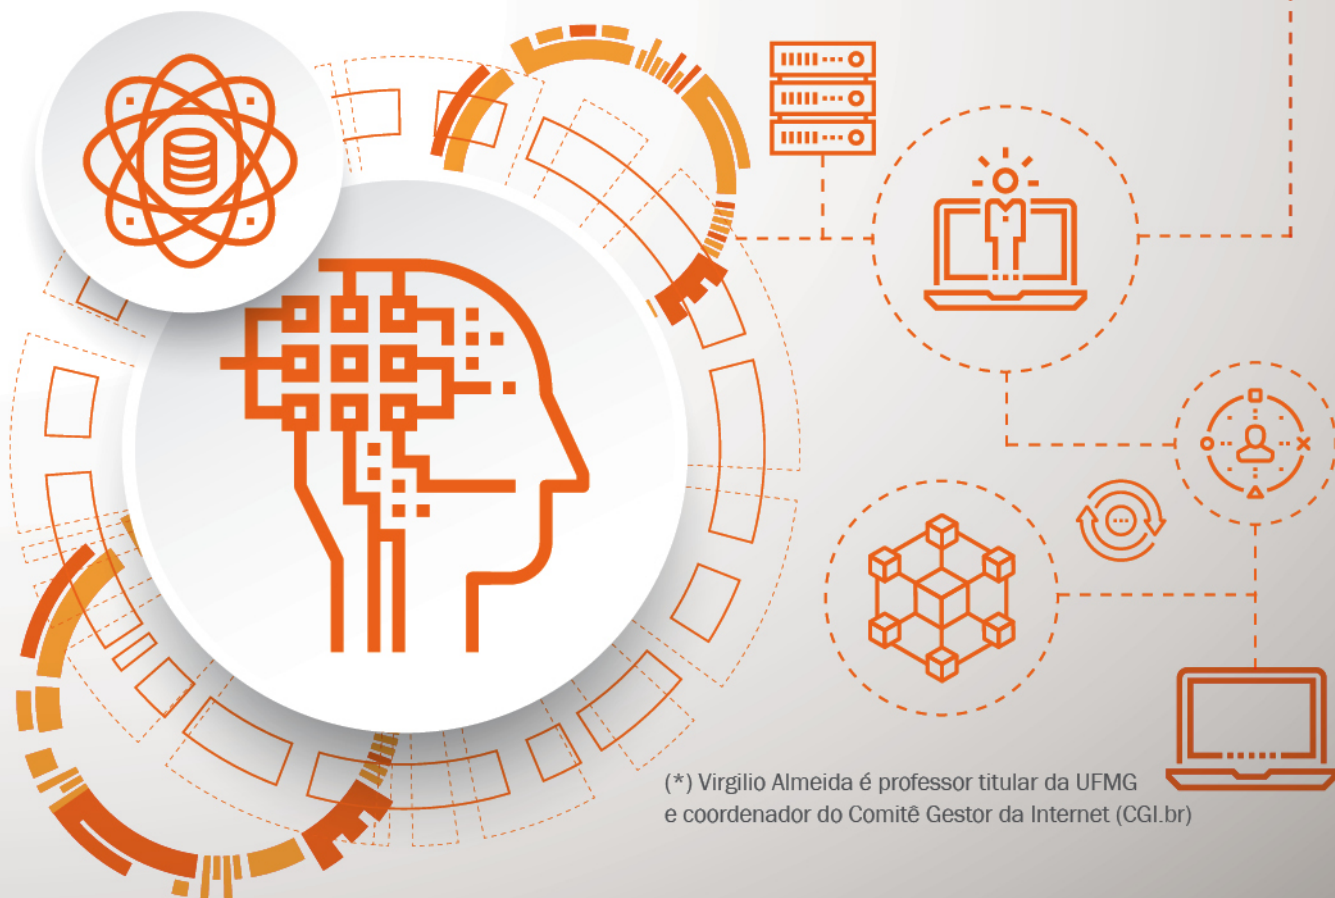 (*) Virgilio Almeida é professor titular da UFMG
e coordenador do Comitê Gestor da Internet (CGI.br)